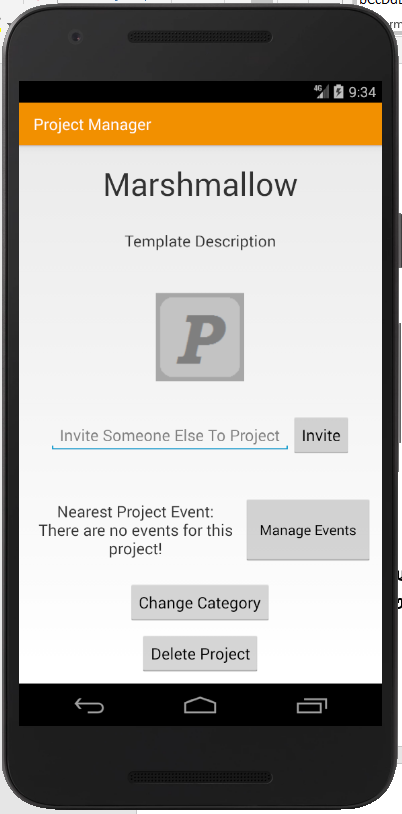 4G 9:34
Project Manager
Marshmallow
Template Description
P
Invite Someone Else To Project
Invite
Nearest Project Event:
There are no events for this
project!
Manage Events
Change Category
Delete Project